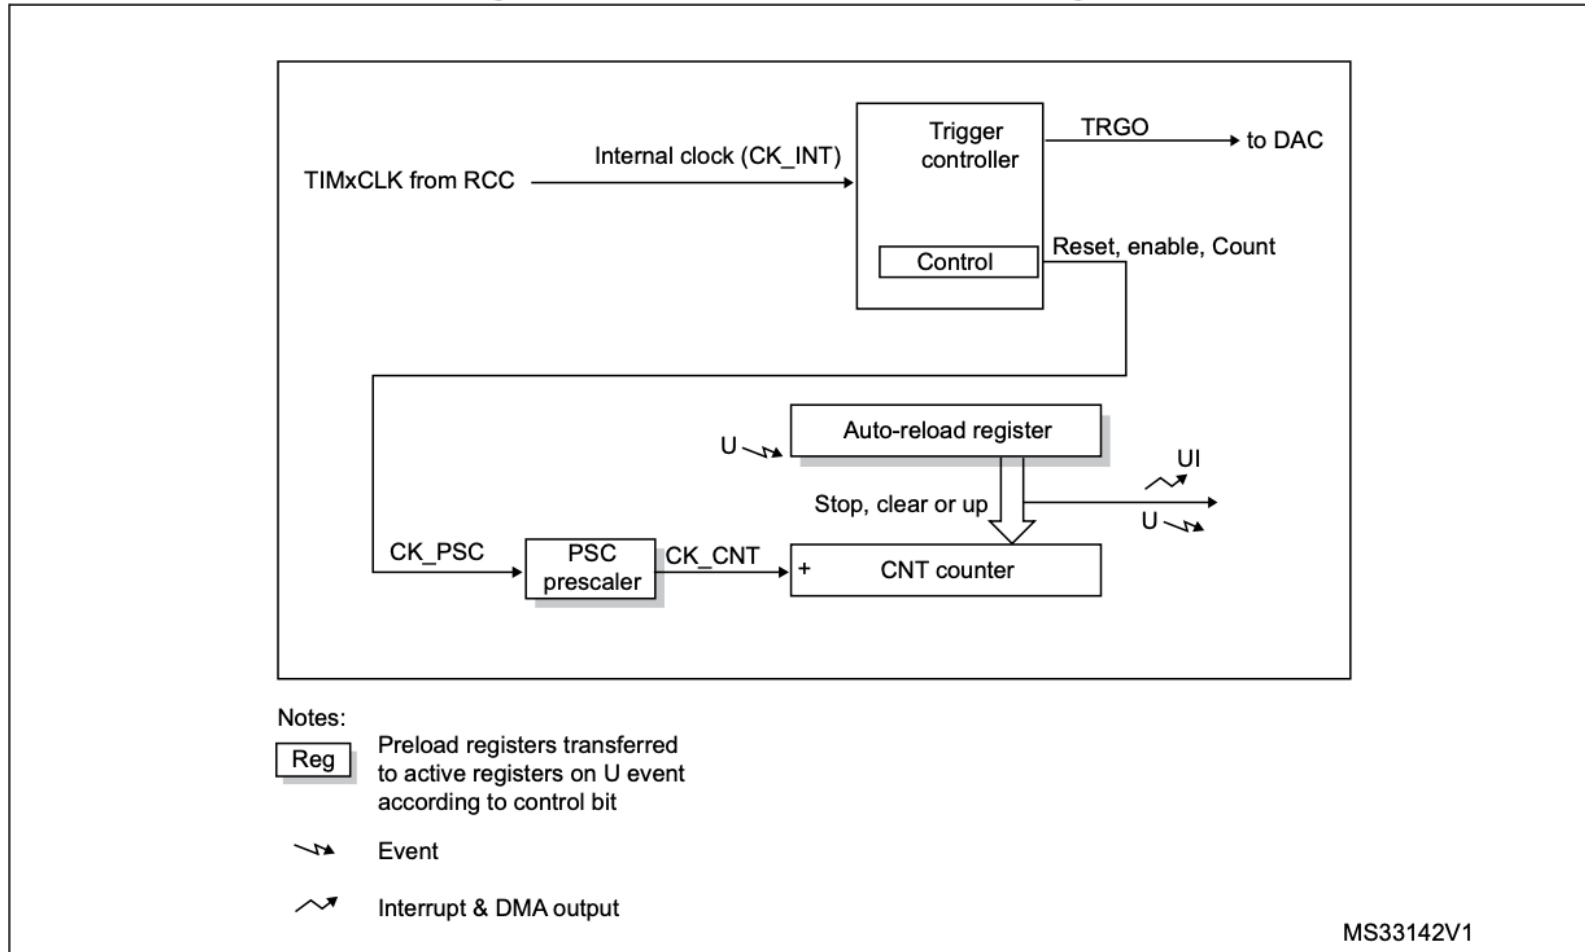 Trigger
controller
TRGO
to DAC
Internal clock (CK_INT)
TIMxCLK from RCC
Control
Reset, enable, Count
Auto-reload register
U
UI
Stop, clear or up
U
CK_PSC
PSC
prescaler
CK_CNT
+
CNT counter
Notes:
Reg
Preload registers transferred
to active registers on U event
according to control bit
Event
Interrupt & DMA output
MS33142V1